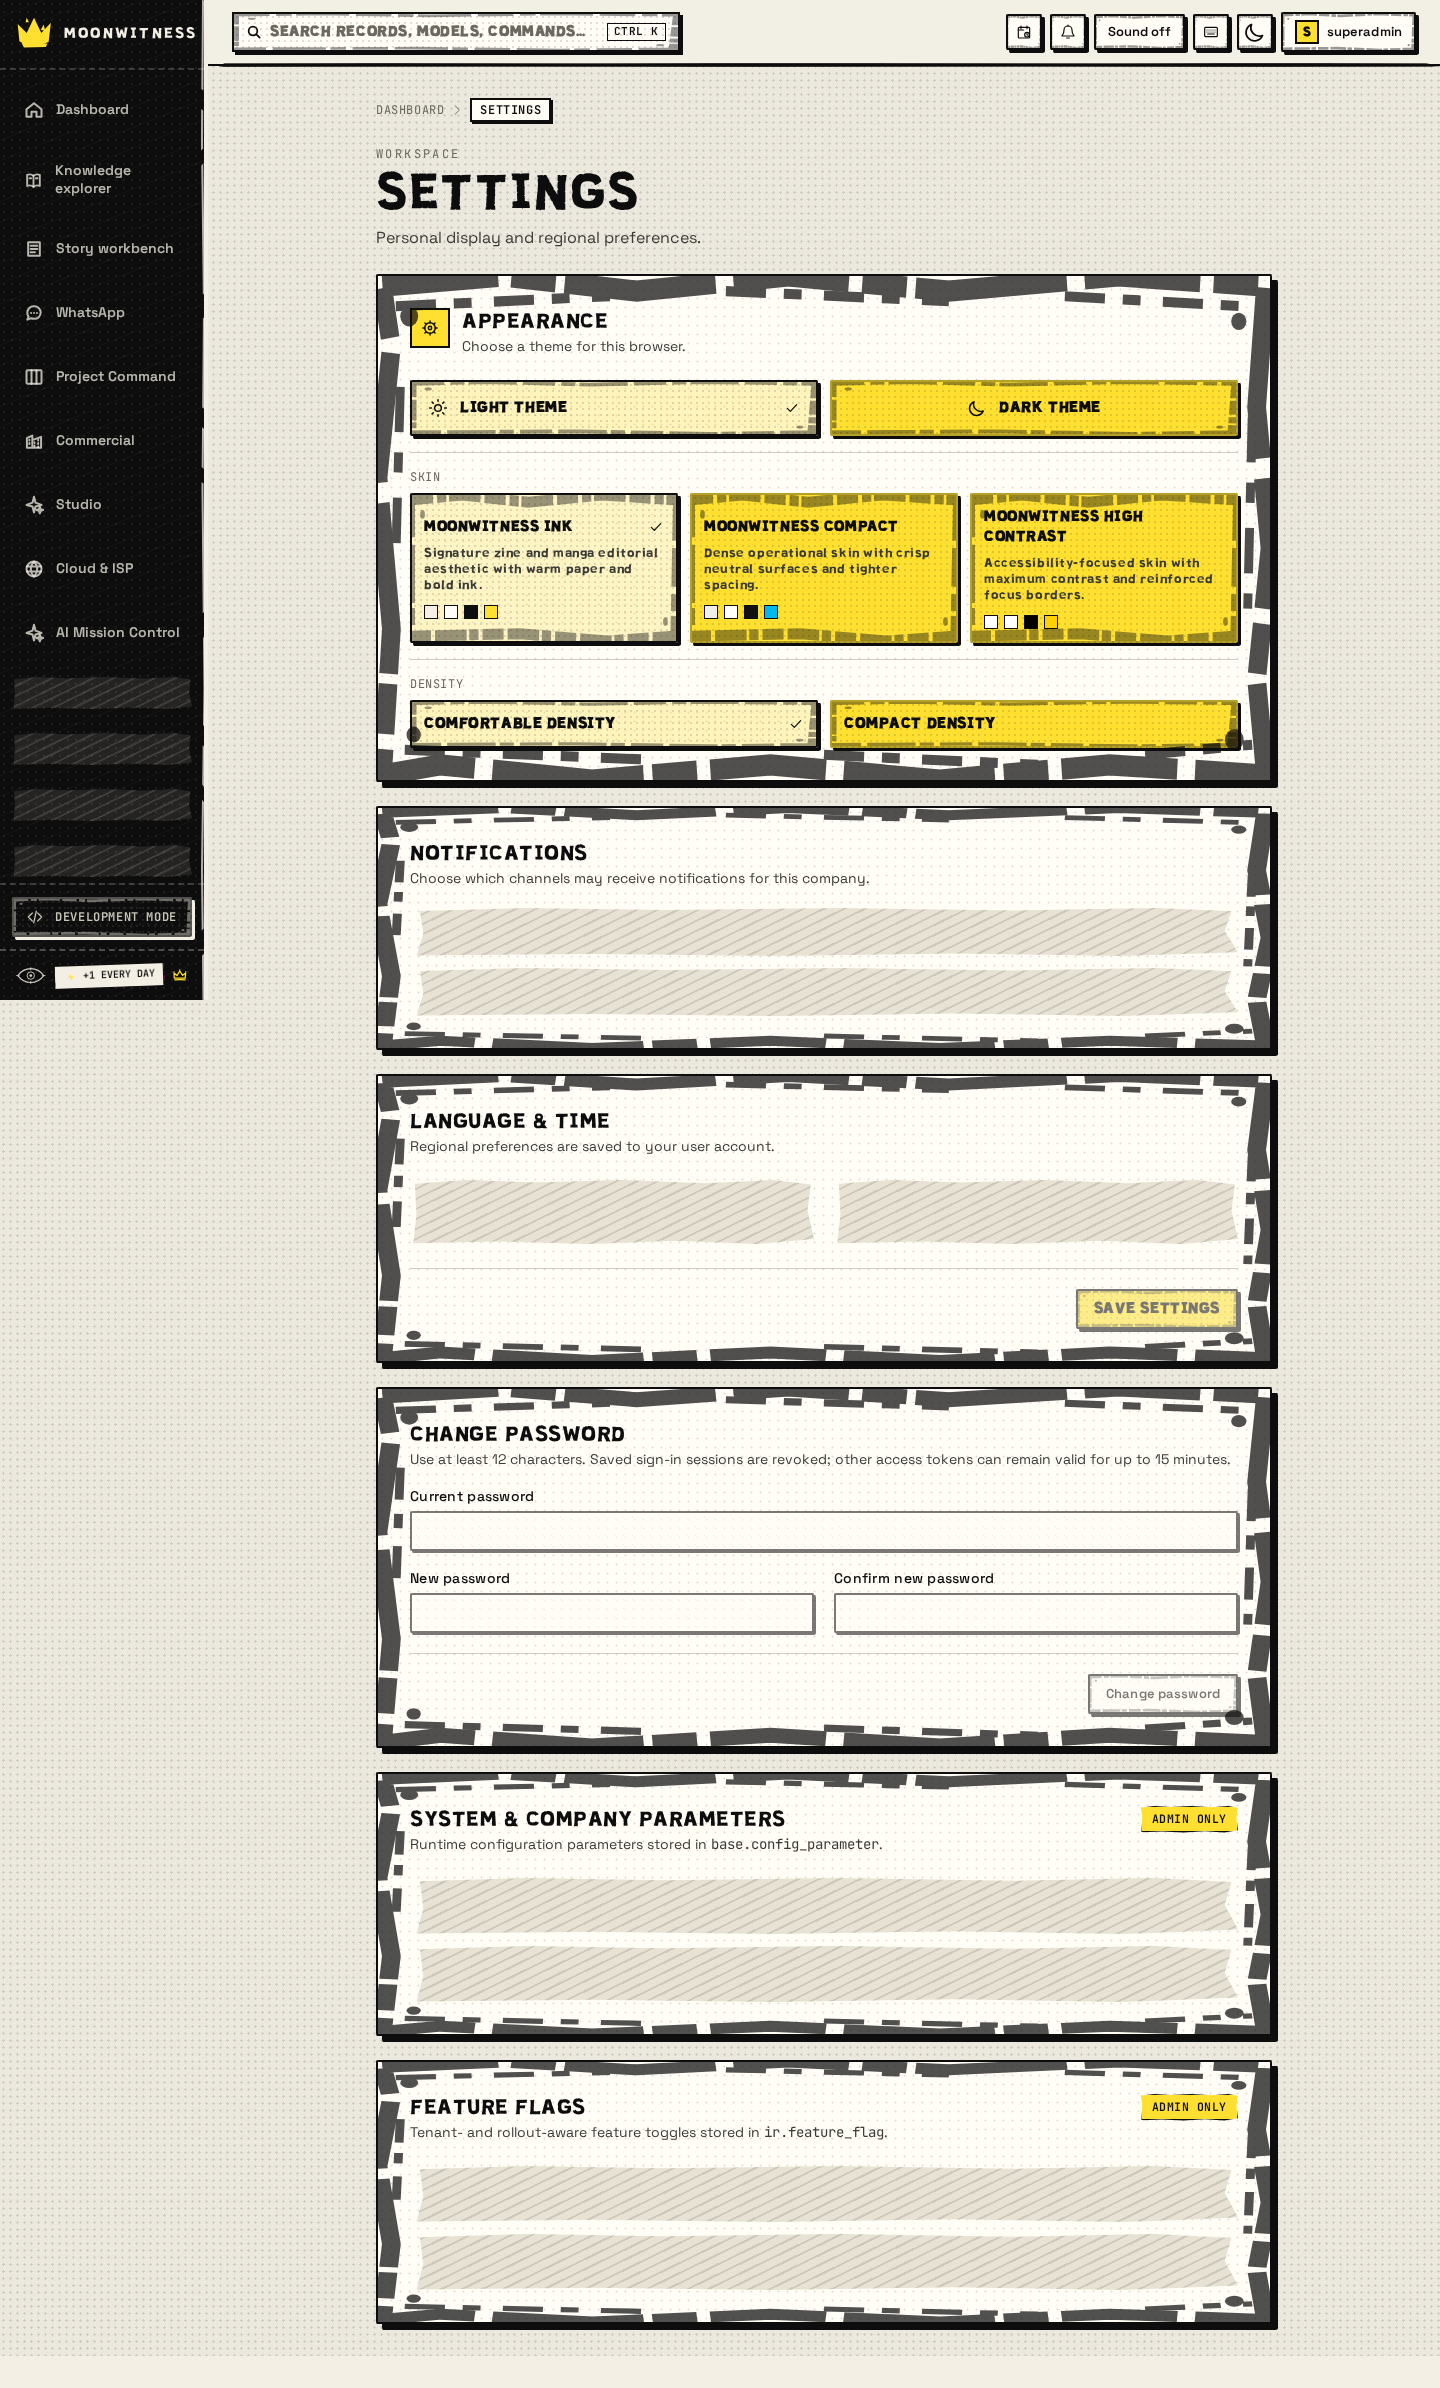 MOONWITNESS
SEARCH RECORDS, MODELS, COMMANDS…
CTRL K
Sound off
S
superadmin
Dashboard
Knowledge
explorer
Story workbench
WhatsApp
Project Command
Commercial
Studio
Cloud & ISP
AI Mission Control
DEVELOPMENT MODE
+1 EVERY DAY
DASHBOARD
SETTINGS
WORKSPACE
SETTINGS
Personal display and regional preferences.
APPEARANCE
Choose a theme for this browser.
LIGHT THEME
DARK THEME
SKIN
MOONWITNESS INK
Signature zine and manga editorial
aesthetic with warm paper and
bold ink.
MOONWITNESS COMPACT
Dense operational skin with crisp
neutral surfaces and tighter
spacing.
MOONWITNESS HIGH
CONTRAST
Accessibility-focused skin with
maximum contrast and reinforced
focus borders.
DENSITY
COMFORTABLE DENSITY
COMPACT DENSITY
NOTIFICATIONS
Choose which channels may receive notifications for this company.
LANGUAGE & TIME
Regional preferences are saved to your user account.
SAVE SETTINGS
CHANGE PASSWORD
Use at least 12 characters. Saved sign-in sessions are revoked; other access tokens can remain valid for up to 15 minutes.
Current password
New password
Confirm new password
Change password
SYSTEM & COMPANY PARAMETERS
ADMIN ONLY
Runtime configuration parameters stored in base.config_parameter.
FEATURE FLAGS
ADMIN ONLY
Tenant- and rollout-aware feature toggles stored in ir.feature_flag.